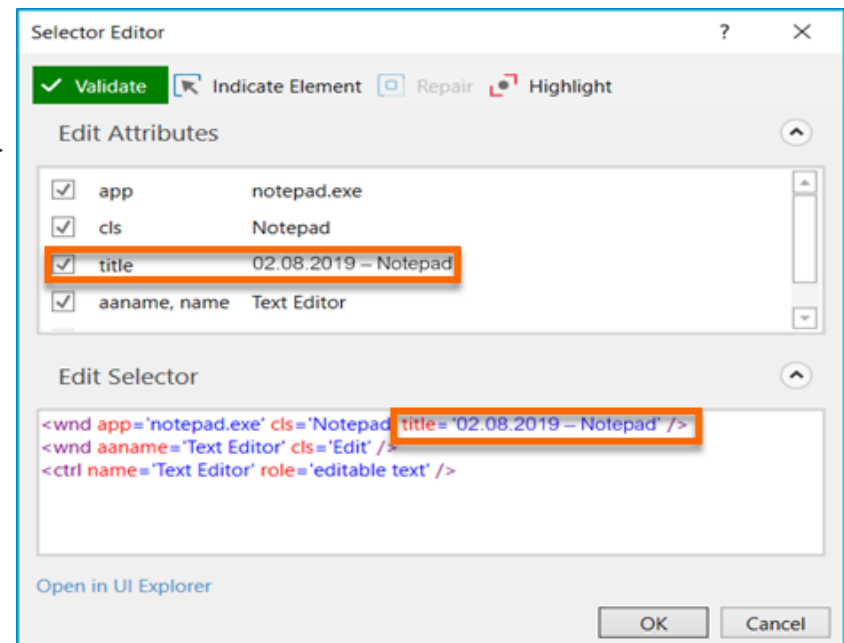 Selector Editor ? ×
Validate Indicate Element Repair Highlight
Edit Attributes
app notepad.exe
cls Notepad
title 02.08.2019 – Notepad
aaname, name Text Editor
Edit Selector
<wnd app='notepad.exe' cls='Notepad title='02.08.2019 – Notepad' />
<wnd aaname='Text Editor' cls='Edit' />
<ctrl name='Text Editor' role='editable text' />
Open in UI Explorer
OK Cancel